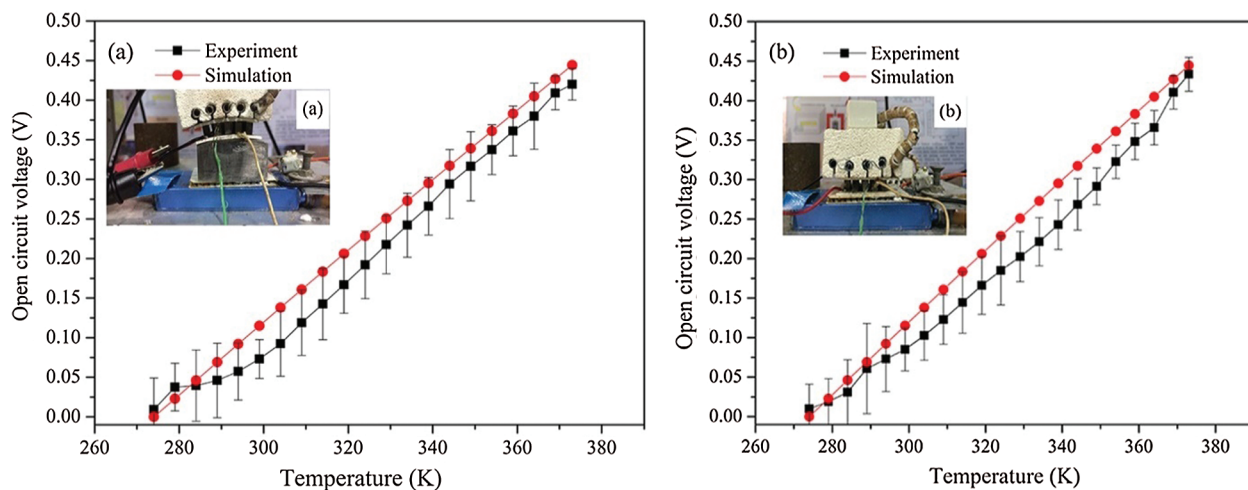 (a)
Experiment
Simulation
(a)
0.50
0.45
0.40
0.35
0.30
0.25
0.20
0.15
0.10
0.05
0.00
Open circuit voltage (V)
260 280 300 320 340 360 380
Temperature (K)
(b)
Experiment
Simulation
(b)
0.50
0.45
0.40
0.35
0.30
0.25
0.20
0.15
0.10
0.05
0.00
Open circuit voltage (V)
260 280 300 320 340 360 380
Temperature (K)